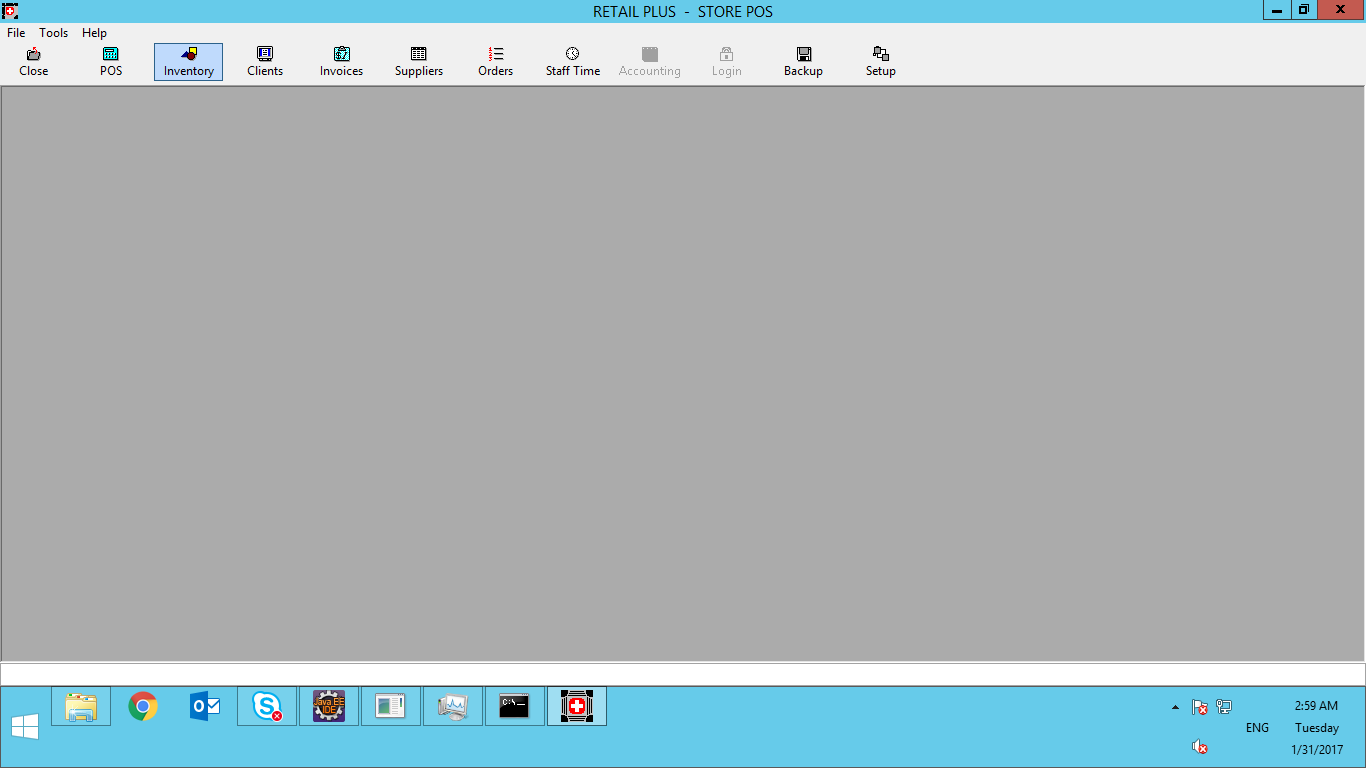 RETAIL PLUS - STORE POS
File Tools Help
Close POS Inventory Clients Invoices Suppliers Orders Staff Time Accounting Login Backup Setup
Java EE
IDE
C:\_
2:59 AM
ENG Tuesday
1/31/2017